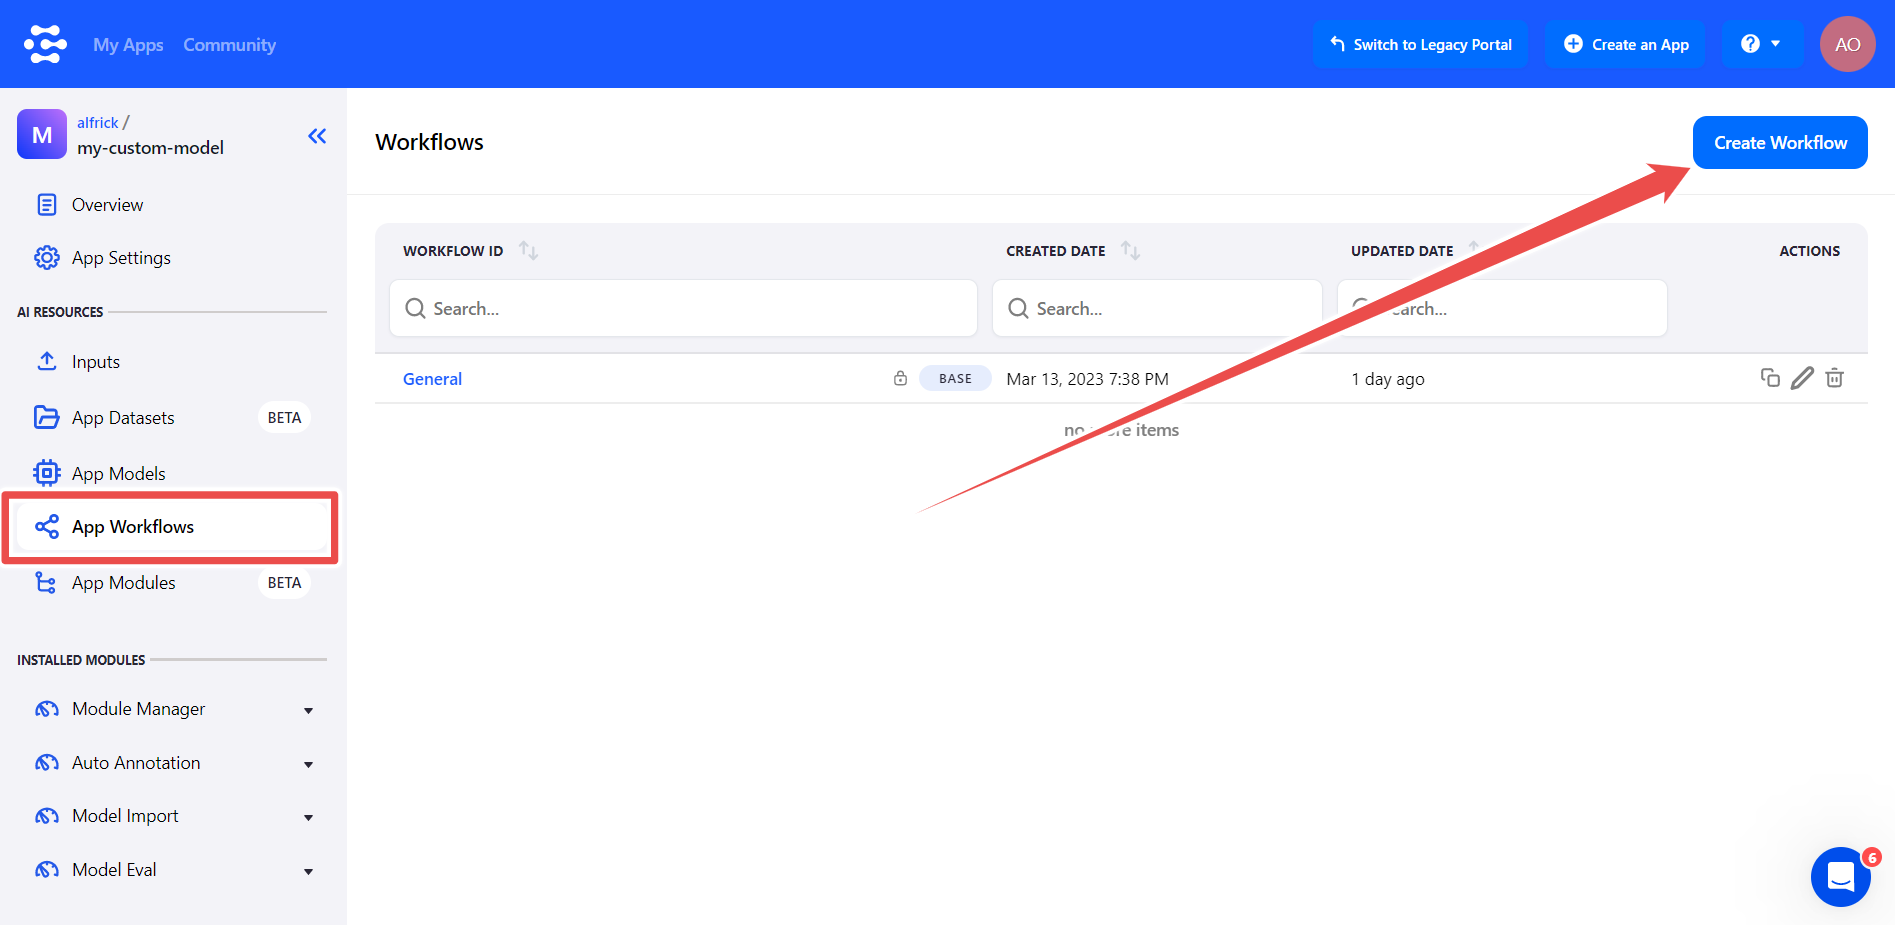 My Apps Community
Switch to Legacy Portal
Create an App
AO
M
alfrick /
my-custom-model
Overview
App Settings
AI RESOURCES
Inputs
App Datasets BETA
App Models
App Workflows
App Modules BETA
INSTALLED MODULES
Module Manager
Auto Annotation
Model Import
Model Eval
Workflows
Create Workflow
WORKFLOW ID CREATED DATE UPDATED DATE ACTIONS
Search... Search...
General BASE Mar 13, 2023 7:38 PM 1 day ago
no items
6